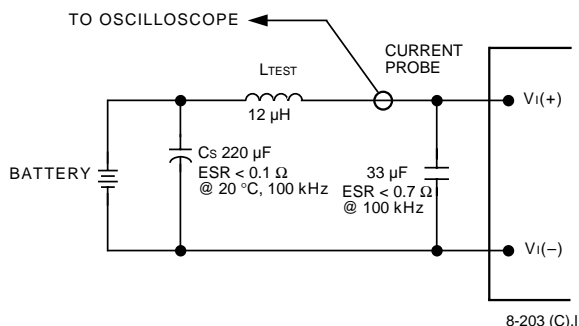 TO OSCILLOSCOPE
CURRENT
PROBE
LTEST
12 µH
VI(+)
CS 220 µF
ESR < 0.1 Ω
@ 20 °C, 100 kHz
BATTERY
33 µF
ESR < 0.7 Ω
@ 100 kHz
VI(–)
8-203 (C).l